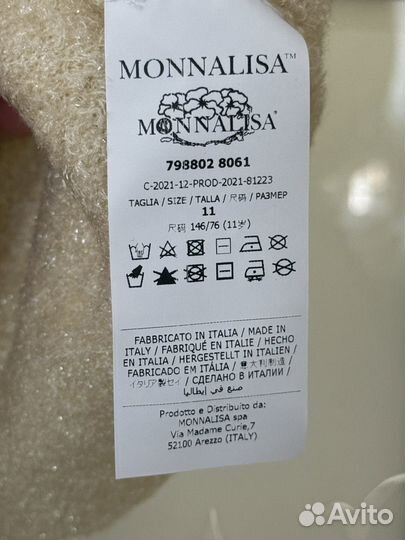 MONNALISA™
MONNALISA
798802 8061
C-2021-12-PROD-2021-81223
TAGLIA / SIZE / TALLA / 尺码 / РАЗМЕР
11
尺码 146/76 (11岁)
FABBRICATO IN ITALIA / MADE IN
ITALY / FABRIQUÉ EN ITALIE / HECHO
EN ITALIA / HERGESTELLT IN ITALIEN /
FABRICADO EM ITÁLIA / 意大利制造 /
イタリア製セイ / СДЕЛАНО В ИТАЛИИ /
صنع في إيطاليا
Prodotto e Distribuito da:
MONNALISA spa
Via Madame Curie,7
52100 Arezzo (ITALY)
Avito